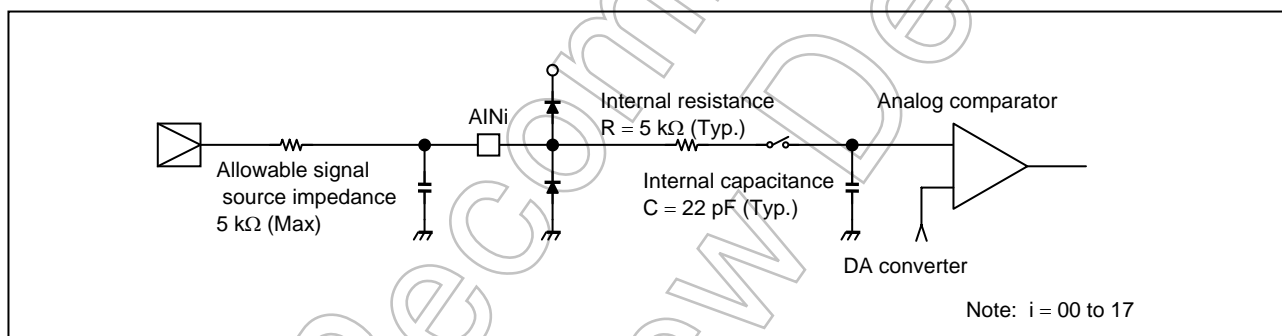 AINi
Internal resistance
R = 5 kΩ (Typ.)
Analog comparator
Allowable signal
source impedance
5 kΩ (Max)
Internal capacitance
C = 22 pF (Typ.)
DA converter
Note: i = 00 to 17